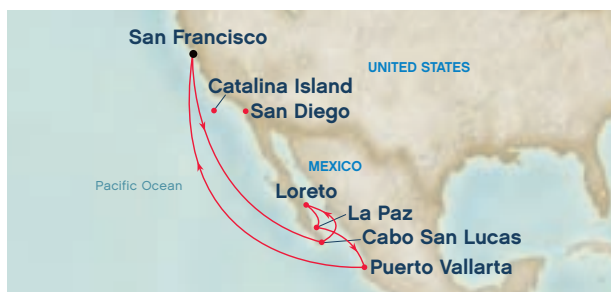 San Francisco
UNITED STATES
Catalina Island
San Diego
MEXICO
Pacific Ocean
Loreto
La Paz
Cabo San Lucas
Puerto Vallarta